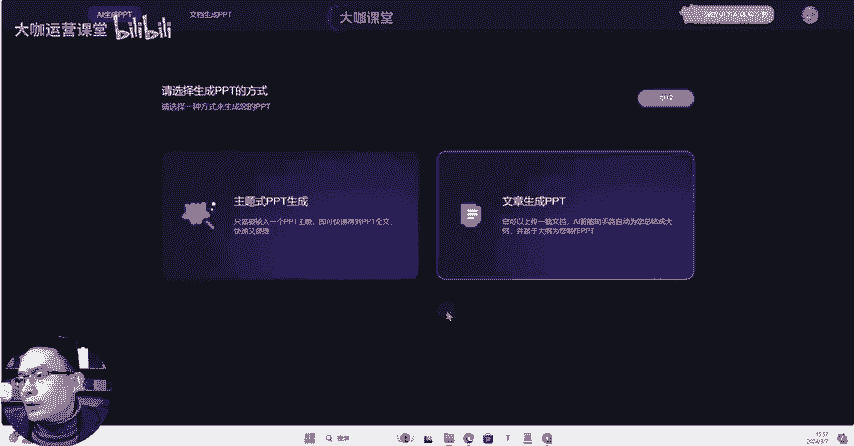 AI生成PPT
文档生成PPT
大咖课堂
大咖运营课堂 bilibili
请选择生成PPT的方式
请选择一种方式来生成您的PPT
主题式PPT生成
只需要输入一个PPT主题，即可快速得到PPT全文，
快速又便捷
文章生成PPT
您可以上传一篇文档，AI智能助手将自动为您总结成大
纲，并基于大纲为您制作PPT
搜索
15:57
2024/3/7